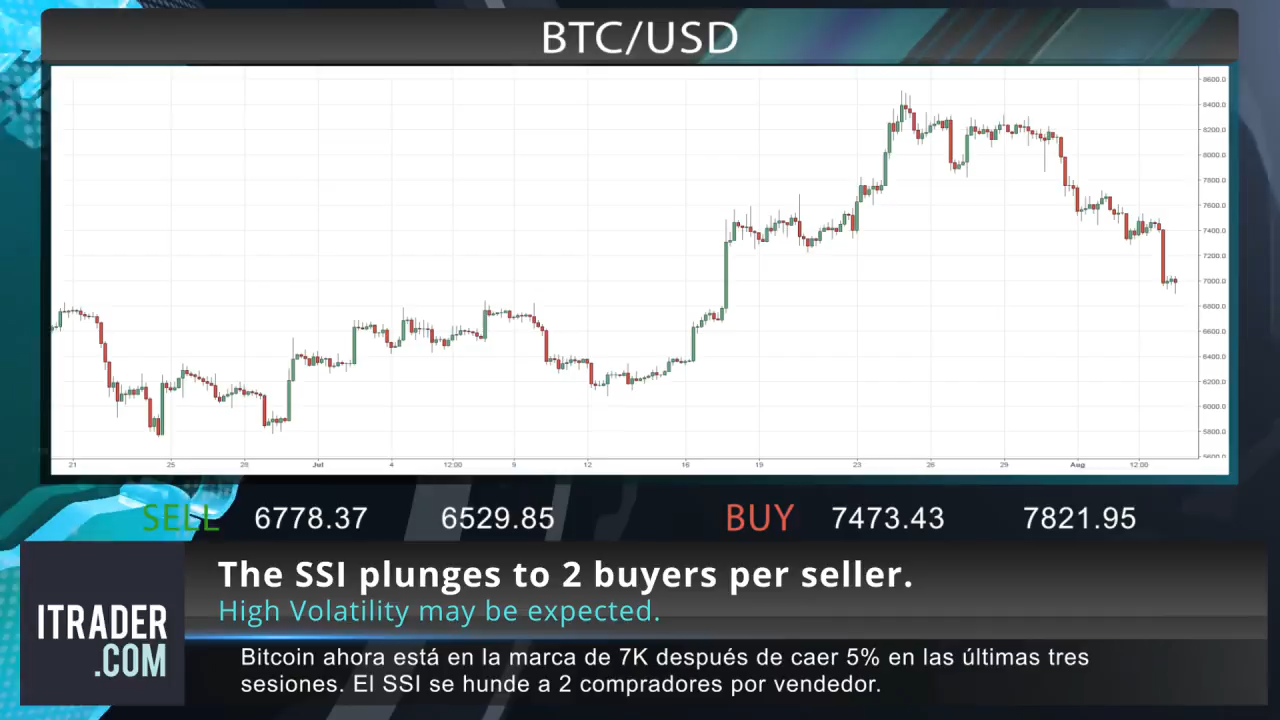 BTC/USD
8600.0
8400.0
8200.0
8000.0
7800.0
7600.0
7400.0
7200.0
7000.0
6800.0
6600.0
6400.0
6200.0
6000.0
5800.0
5600.0
21 25 28 Jul 4 12:00 9 12 16 19 23 26 29 Aug 12:00
SELL 6778.37 6529.85 BUY 7473.43 7821.95
The SSI plunges to 2 buyers per seller.
High Volatility may be expected.
ITRADER
.COM
Bitcoin ahora está en la marca de 7K después de caer 5% en las últimas tres
sesiones. El SSI se hunde a 2 compradores por vendedor.